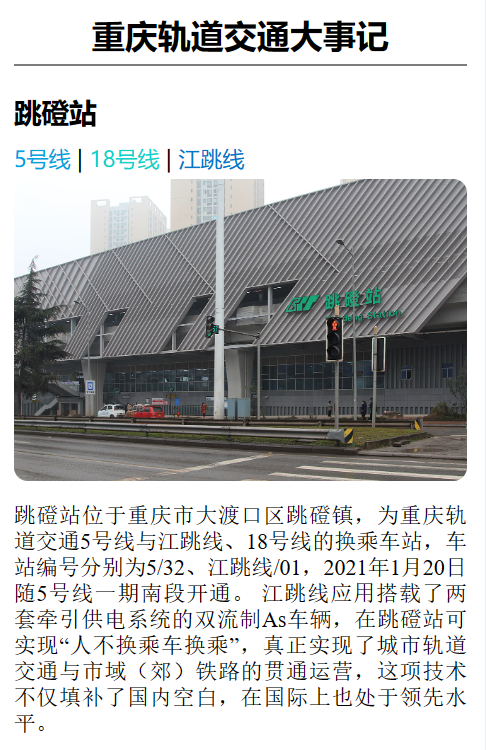 重庆轨道交通大事记
跳磴站
5号线 | 18号线 | 江跳线
跳磴站
跳磴站位于重庆市大渡口区跳磴镇，为重庆轨
道交通5号线与江跳线、18号线的换乘车站，车
站编号分别为5/32、江跳线/01，2021年1月20日
随5号线一期南段开通。 江跳线应用搭载了两
套牵引供电系统的双流制As车辆，在跳磴站可
实现“人不换乘车换乘”，真正实现了城市轨道
交通与市域（郊）铁路的贯通运营，这项技术
不仅填补了国内空白，在国际上也处于领先水
平。